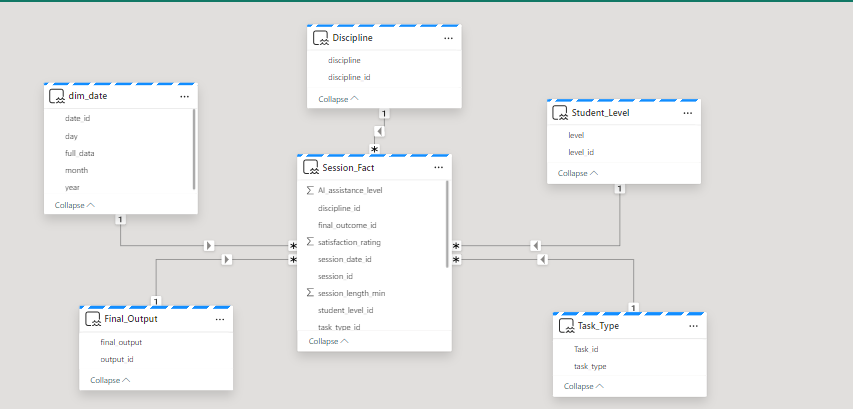 Discipline
...
discipline
discipline_id
Collapse
dim_date
...
date_id
day
full_data
month
year
Collapse
Student_Level
...
level
level_id
Collapse
1
*
Session_Fact
...
Σ AI_assistance_level
discipline_id
final_outcome_id
Σ satisfaction_rating
session_date_id
session_id
Σ session_length_min
student_level_id
task_type_id
Collapse
1
*
*
1
*
*
1
1
Final_Output
...
final_output
output_id
Collapse
Task_Type
...
Task_id
task_type
Collapse